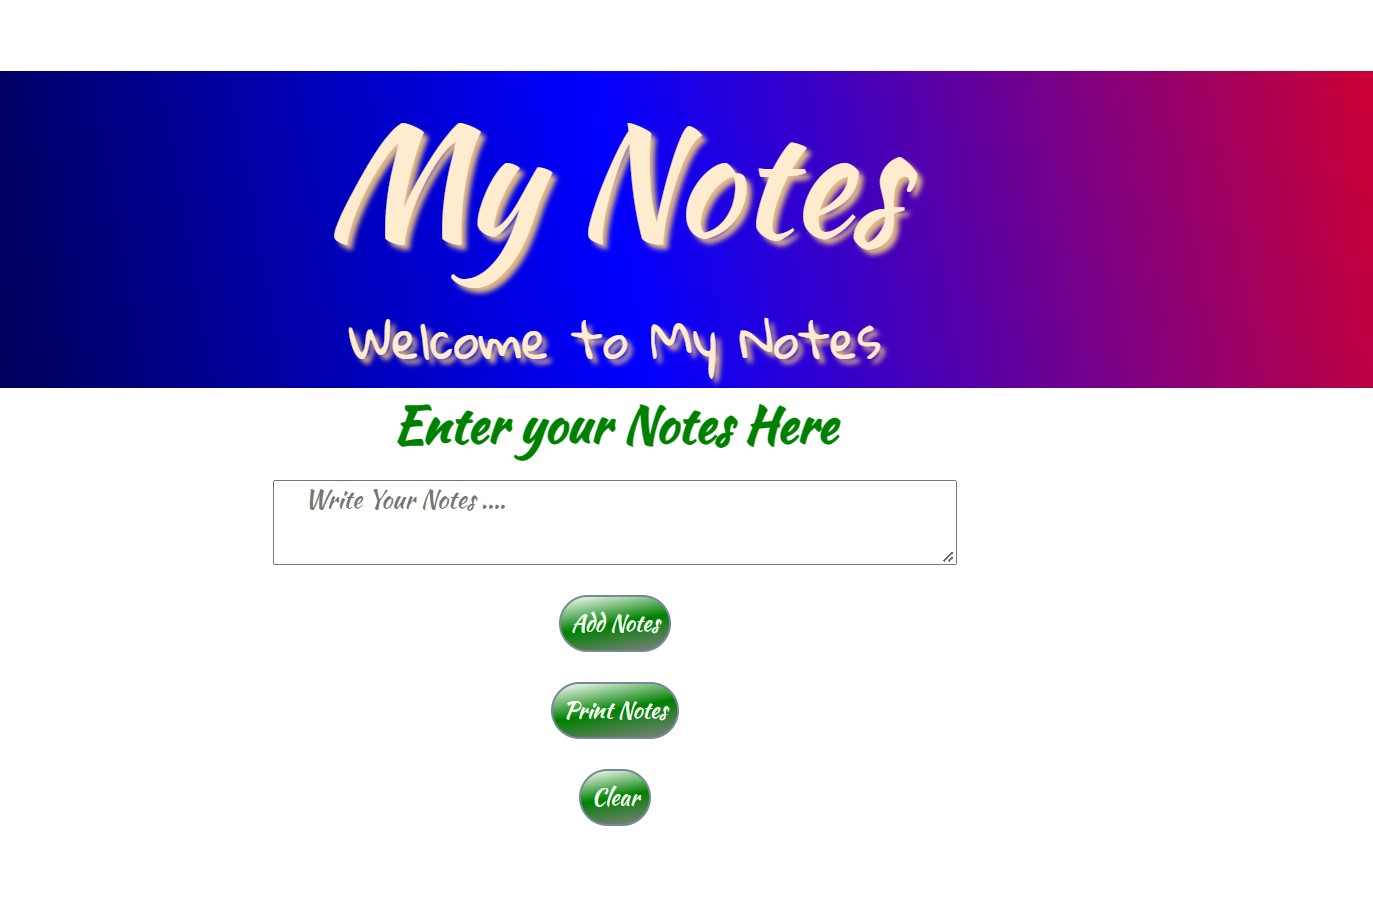 My Notes
Welcome to My Notes
Enter your Notes Here
Write Your Notes ....
Add Notes
Print Notes
Clear